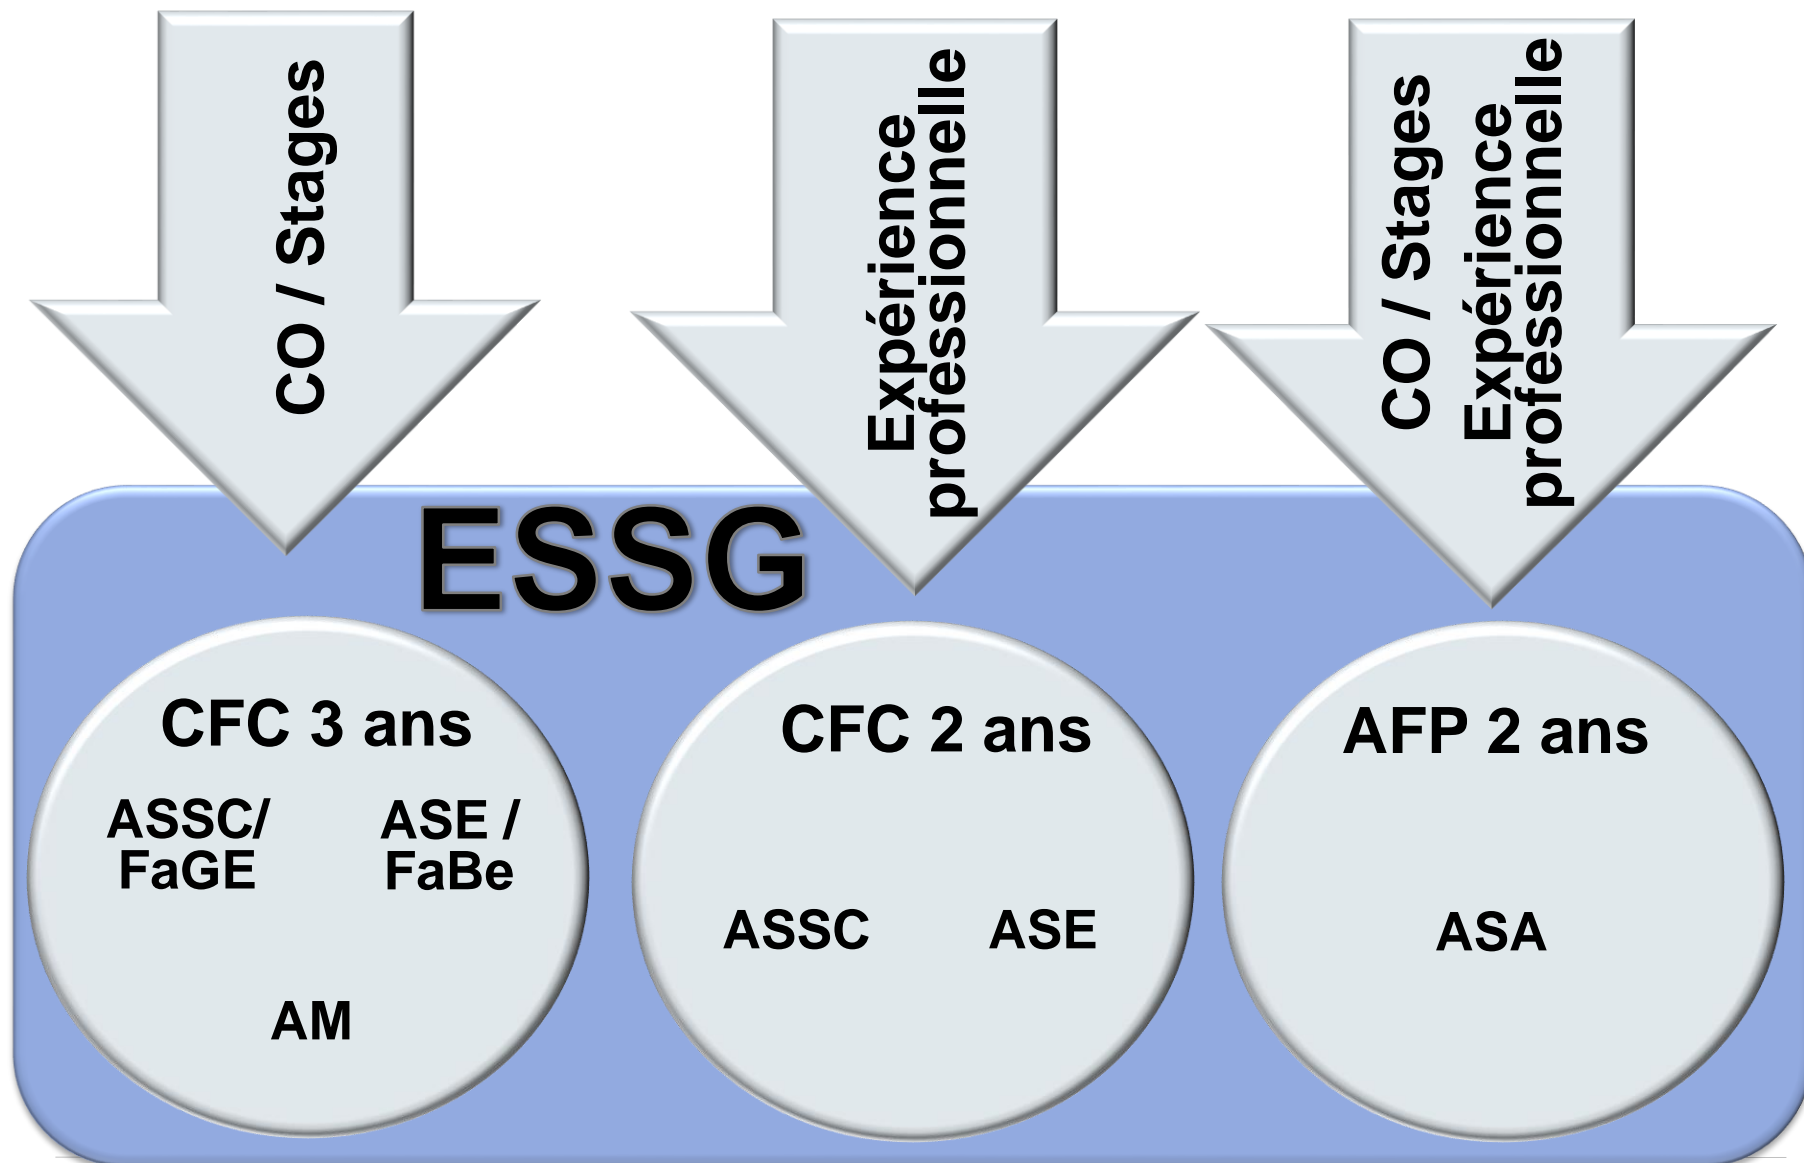 CO / Stages
Expérience
professionnelle
CO / Stages
Expérience
professionnelle
ESSG
CFC 3 ans
ASSC/
FaGE
ASE /
FaBe
AM
CFC 2 ans
ASSC
ASE
AFP 2 ans
ASA